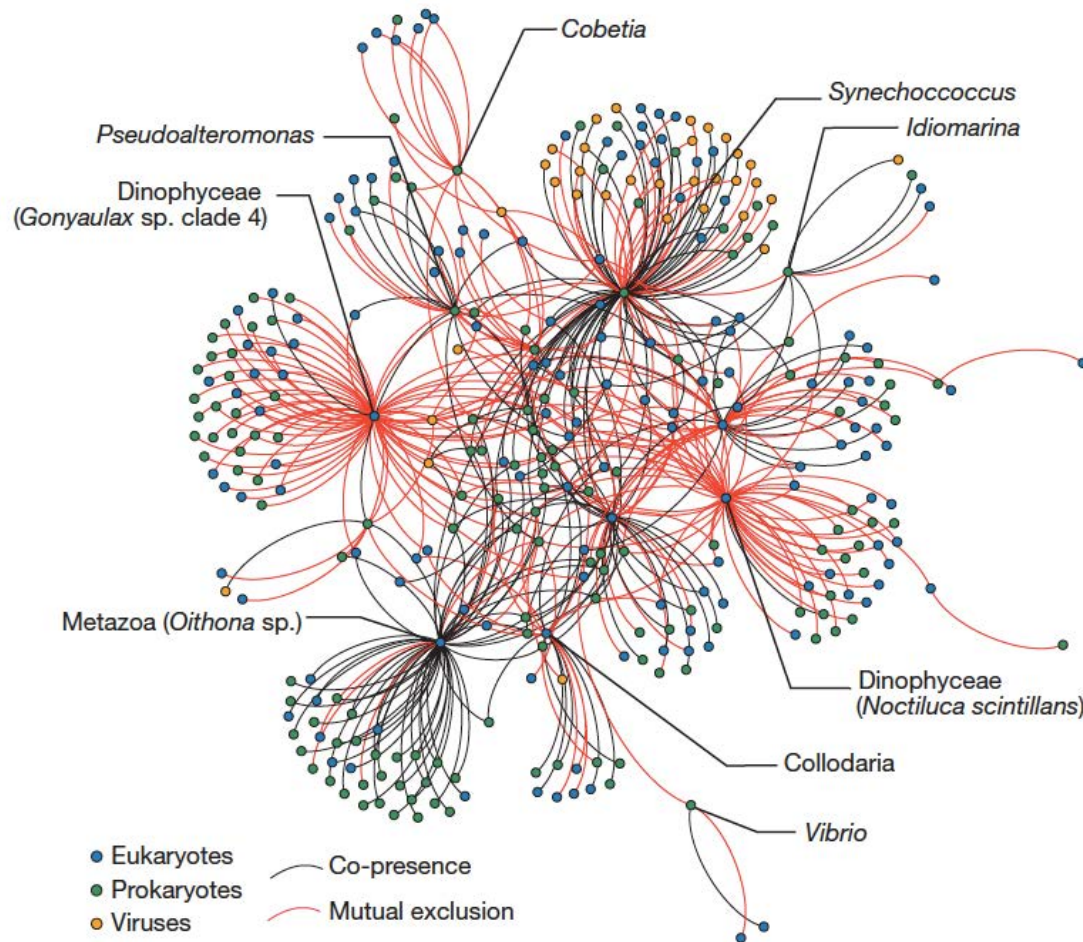 Cobetia
Synechoccoccus
Idiomarina
Pseudoalteromonas
Dinophyceae
(Gonyaulax sp. clade 4)
Metazoa (Oithona sp.)
Dinophyceae
(Noctiluca scintillans)
Collodaria
Vibrio
Eukaryotes
Prokaryotes
Viruses
Co-presence
Mutual exclusion